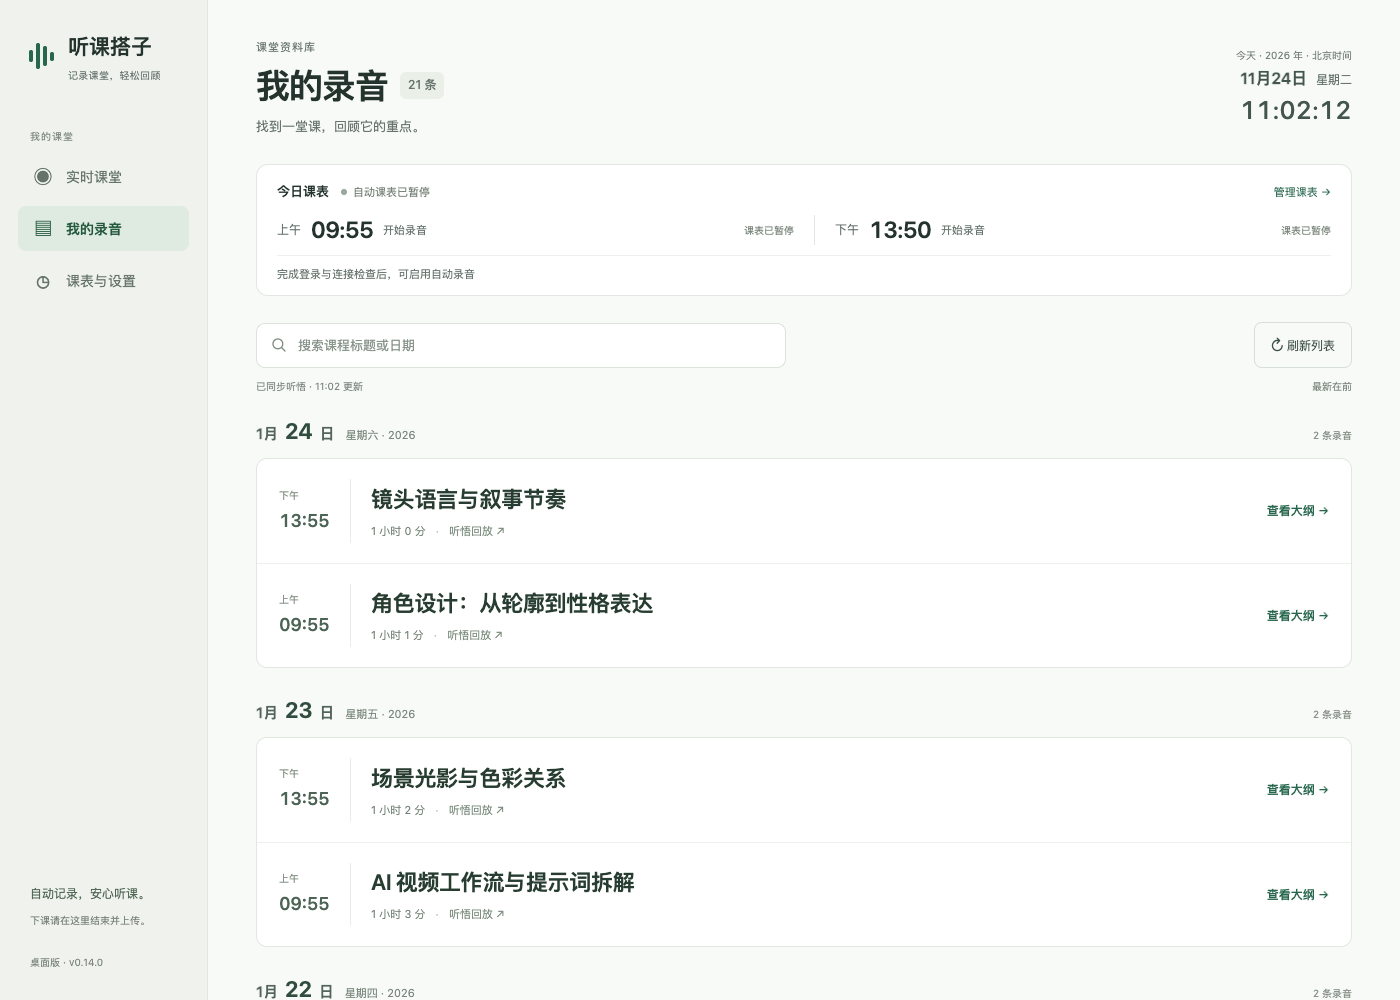 听课搭子
记录课堂，轻松回顾
我的课堂
实时课堂
我的录音
课表与设置
自动记录，安心听课。
下课请在这里结束并上传。
桌面版 · v0.14.0
课堂资料库
我的录音 21 条
找到一堂课，回顾它的重点。
今天 · 2026 年 · 北京时间
11月24日 星期二
11:02:12
今日课表 自动课表已暂停 管理课表 →
上午 09:55 开始录音 课表已暂停 下午 13:50 开始录音 课表已暂停
完成登录与连接检查后，可启用自动录音
搜索课程标题或日期 刷新列表
已同步听悟 · 11:02 更新 最新在前
1月 24 日 星期六 · 2026 2 条录音
下午
13:55
镜头语言与叙事节奏
1 小时 0 分 · 听悟回放 ↗
查看大纲 →
上午
09:55
角色设计：从轮廓到性格表达
1 小时 1 分 · 听悟回放 ↗
查看大纲 →
1月 23 日 星期五 · 2026 2 条录音
下午
13:55
场景光影与色彩关系
1 小时 2 分 · 听悟回放 ↗
查看大纲 →
上午
09:55
AI 视频工作流与提示词拆解
1 小时 3 分 · 听悟回放 ↗
查看大纲 →
1月 22 日 星期四 · 2026 2 条录音